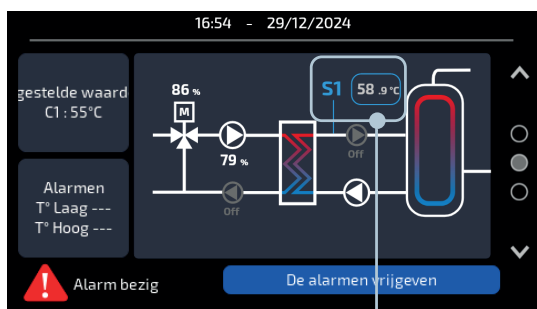 16:54 - 29/12/2024
gestelde waard
C1 : 55°C
86 %
M
S1 58 .9 °C
79 %
Off
Off
Alarmen
T° Laag ---
T° Hoog ---
Alarm bezig
De alarmen vrijgeven